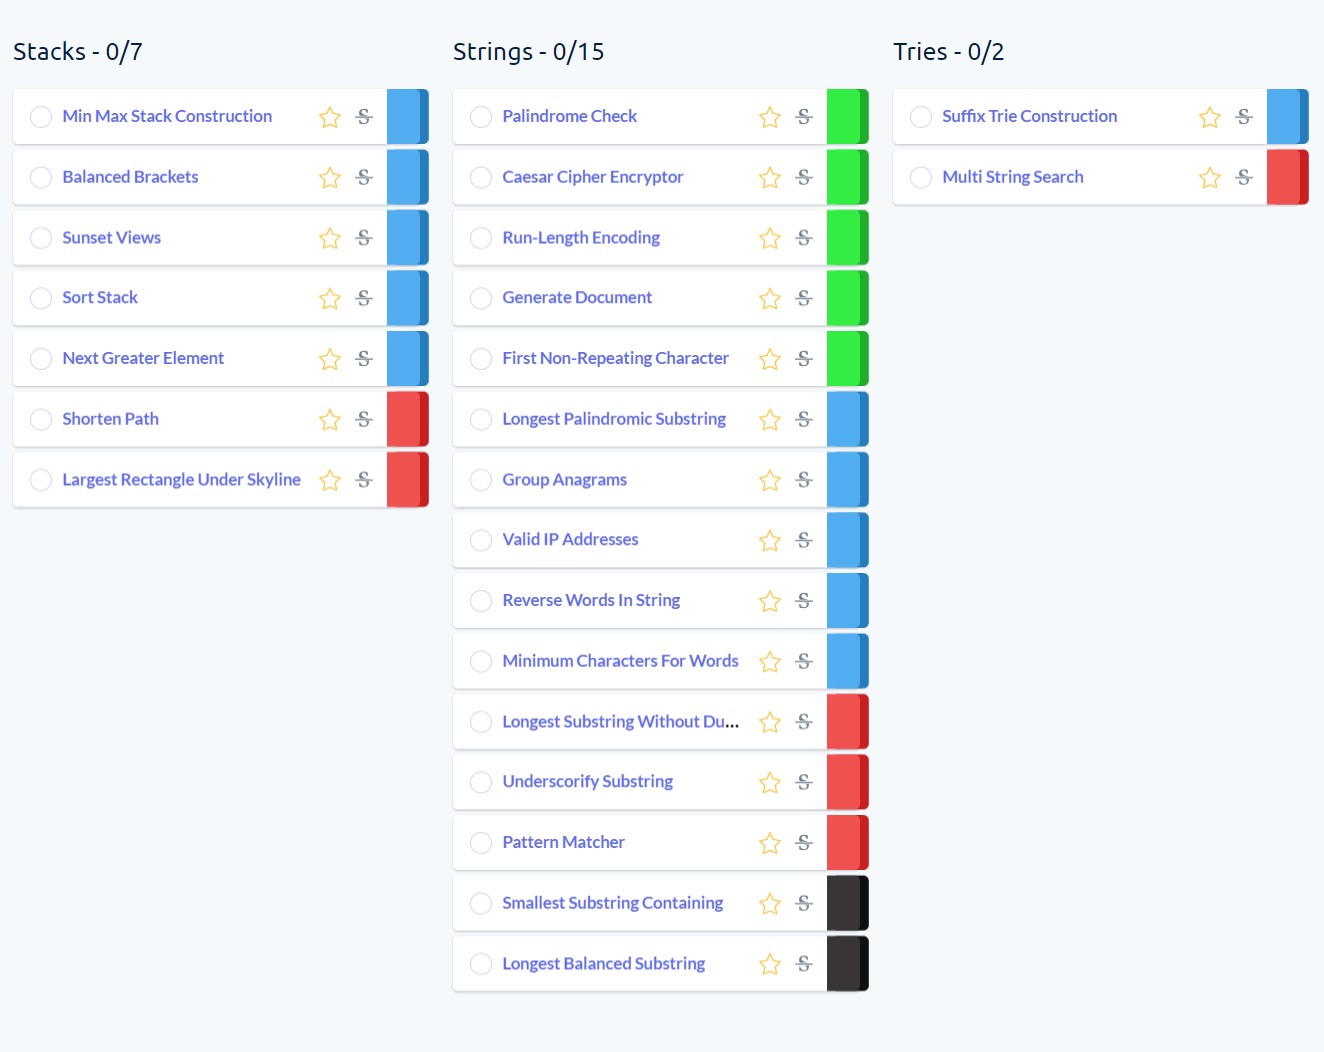 Stacks - 0/7
Min Max Stack Construction
Balanced Brackets
Sunset Views
Sort Stack
Next Greater Element
Shorten Path
Largest Rectangle Under Skyline
Strings - 0/15
Palindrome Check
Caesar Cipher Encryptor
Run-Length Encoding
Generate Document
First Non-Repeating Character
Longest Palindromic Substring
Group Anagrams
Valid IP Addresses
Reverse Words In String
Minimum Characters For Words
Longest Substring Without Du...
Underscorify Substring
Pattern Matcher
Smallest Substring Containing
Longest Balanced Substring
Tries - 0/2
Suffix Trie Construction
Multi String Search